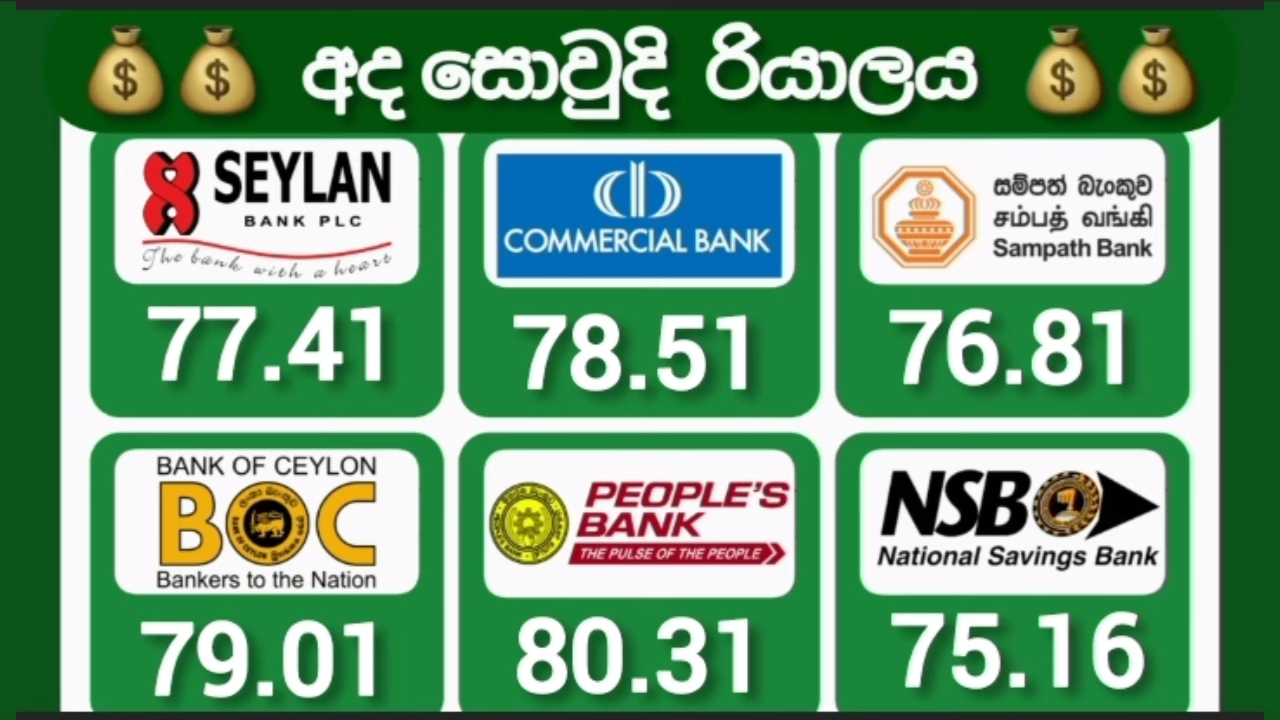 අද සොවුදි රියාලය
SEYLAN
BANK PLC
The bank with a heart
77.41
COMMERCIAL BANK
78.51
සම්පත් බැංකුව
சம்பத் வங்கி
Sampath Bank
76.81
BANK OF CEYLON
BOC
Bankers to the Nation
79.01
PEOPLE'S
BANK
THE PULSE OF THE PEOPLE
80.31
NSB
National Savings Bank
75.16